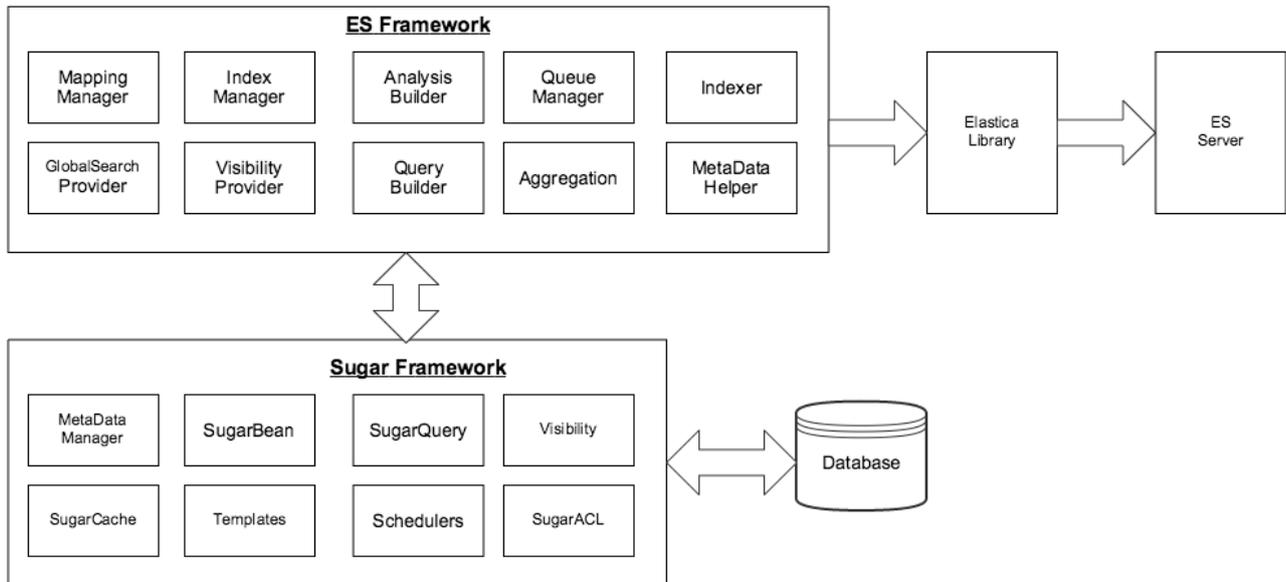 ES Framework
Mapping
Manager
Index
Manager
Analysis
Builder
Queue
Manager
Indexer
GlobalSearch
Provider
Visibility
Provider
Query
Builder
Aggregation
MetaData
Helper
Elastica
Library
ES
Server
Sugar Framework
MetaData
Manager
SugarBean
SugarQuery
Visibility
SugarCache
Templates
Schedulers
SugarACL
Database